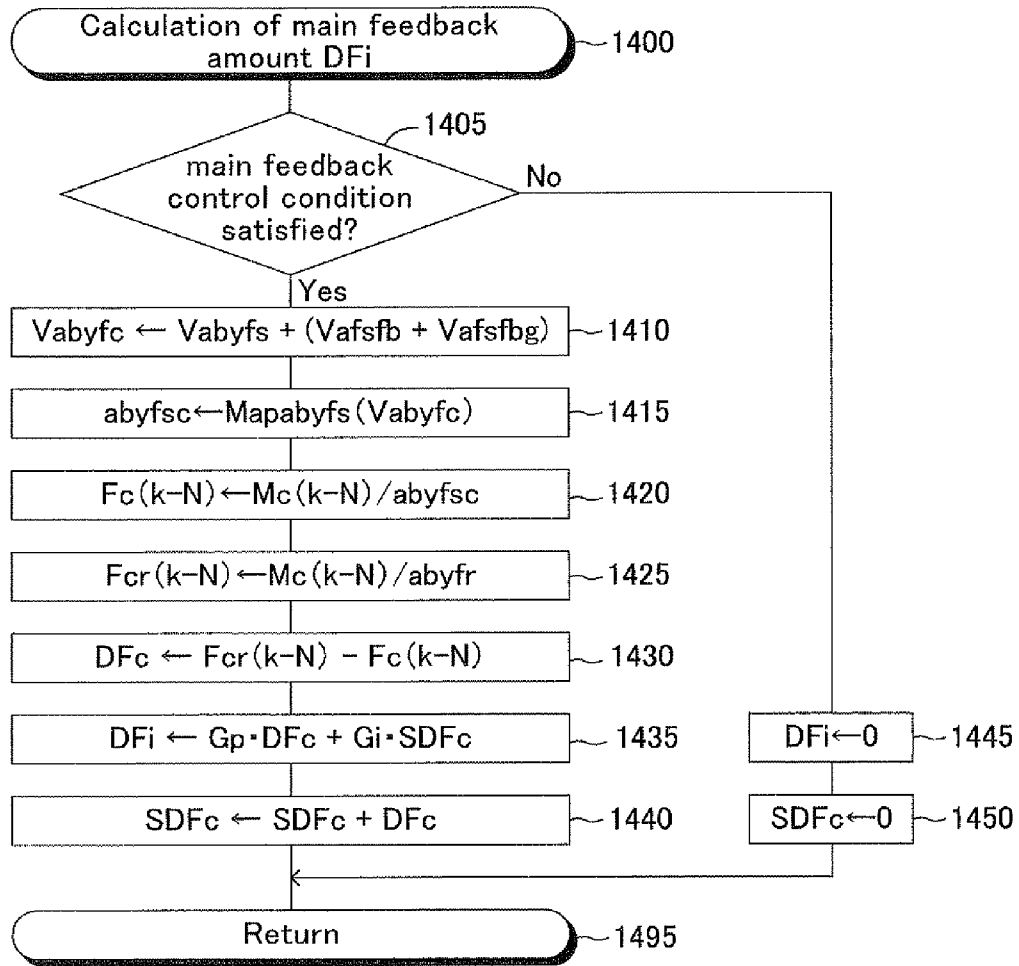 Calculation of main feedback
amount DFi
1400
1405
main feedback
control condition
satisfied?
No
Yes
Vabyfc ← Vabyfs + (Vafsfb + Vafsfbg)
1410
abyfsc←Mapabyfs(Vabyfc)
1415
Fc(k-N)←Mc(k-N)/abyfsc
1420
Fcr(k-N)←Mc(k-N)/abyfr
1425
DFc ← Fcr(k-N) - Fc(k-N)
1430
DFi ← Gp·DFc + Gi·SDFc
1435
DFi←0
1445
SDFc ← SDFc + DFc
1440
SDFc←0
1450
Return
1495